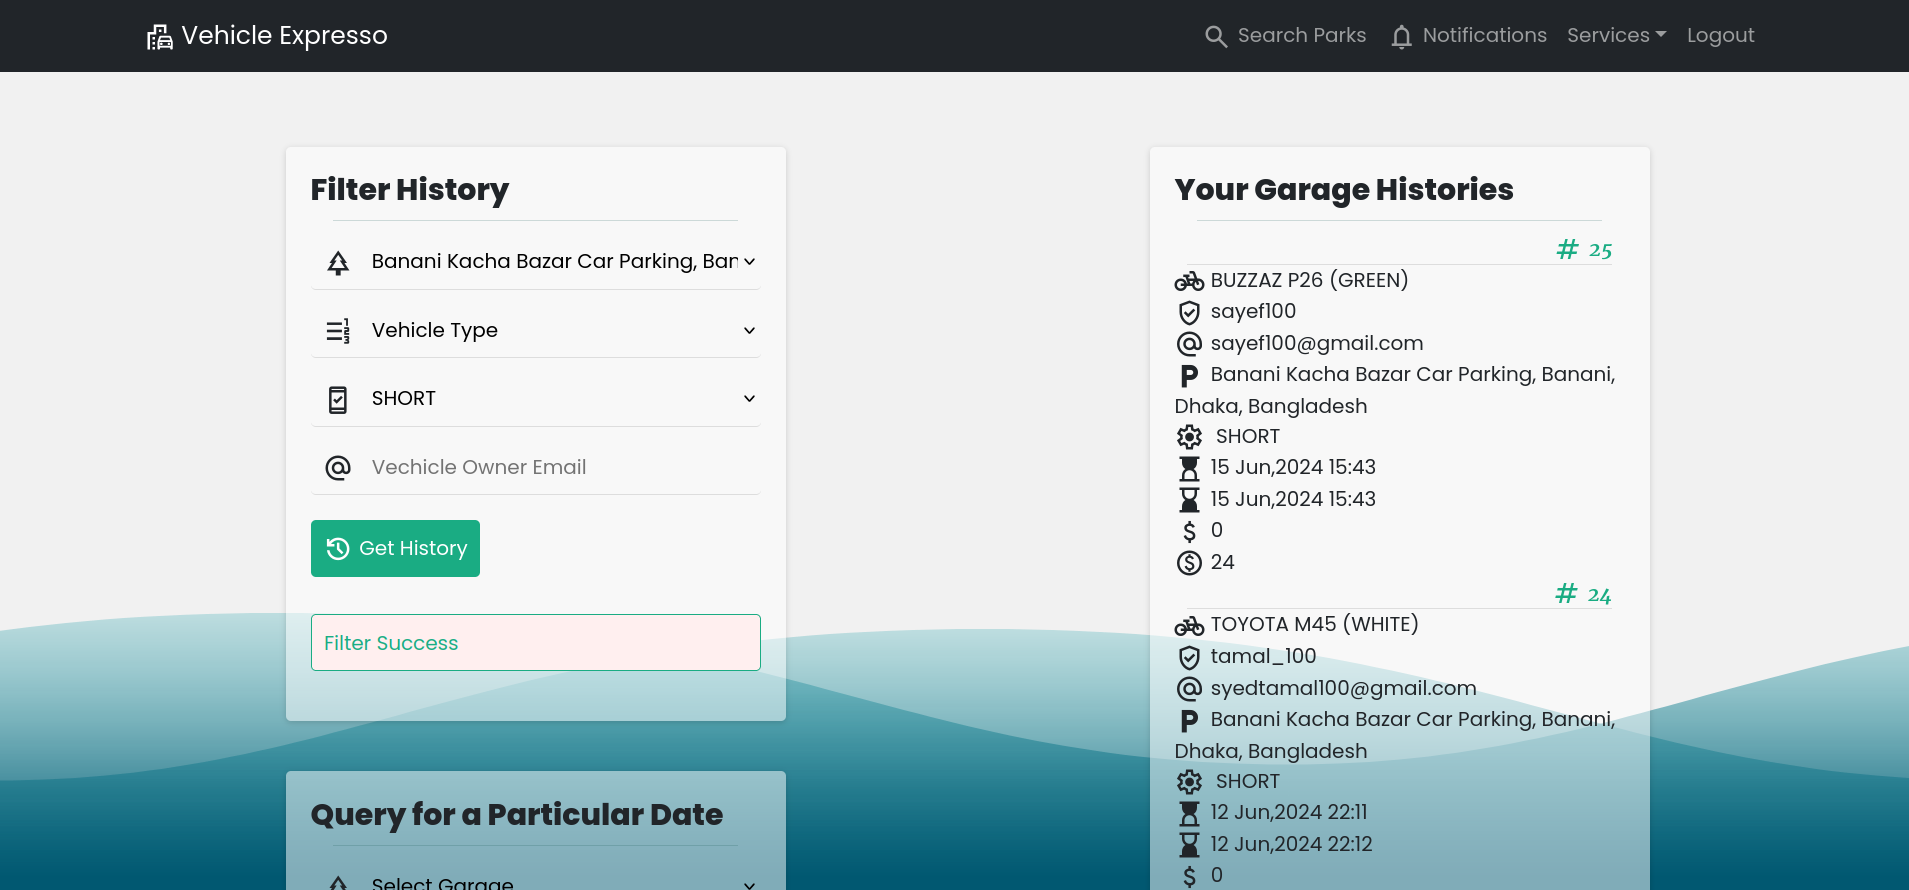 Vehicle Expresso
Search Parks
Notifications
Services
Logout
Filter History
Banani Kacha Bazar Car Parking, Ban
Vehicle Type
SHORT
Vechicle Owner Email
Get History
Filter Success
Query for a Particular Date
Select Garage
Your Garage Histories
# 25
BUZZAZ P26 (GREEN)
sayef100
sayef100@gmail.com
Banani Kacha Bazar Car Parking, Banani,
Dhaka, Bangladesh
SHORT
15 Jun,2024 15:43
15 Jun,2024 15:43
0
24
# 24
TOYOTA M45 (WHITE)
tamal_100
syedtamal100@gmail.com
Banani Kacha Bazar Car Parking, Banani,
Dhaka, Bangladesh
SHORT
12 Jun,2024 22:11
12 Jun,2024 22:12
0